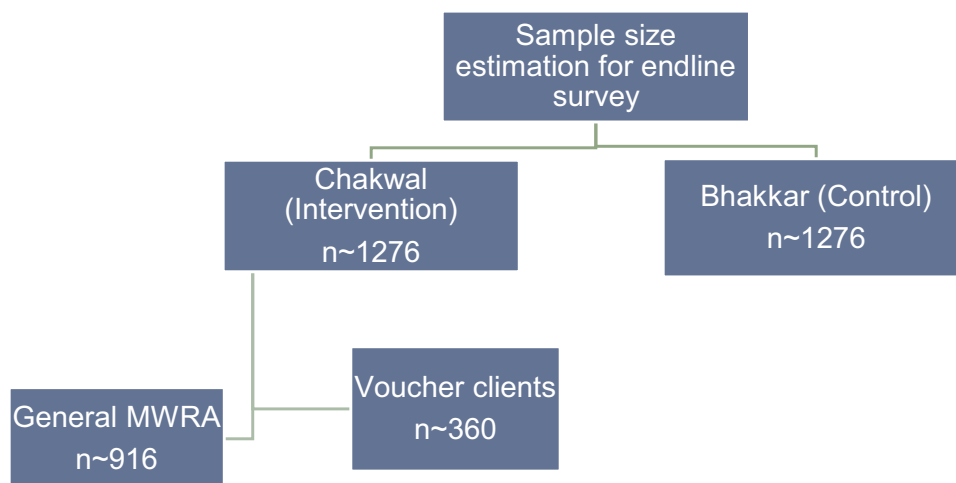 Sample size
estimation for endline
survey
Chakwal
(Intervention)
n~1276
Bhakkar (Control)
n~1276
General MWRA
n~916
Voucher clients
n~360